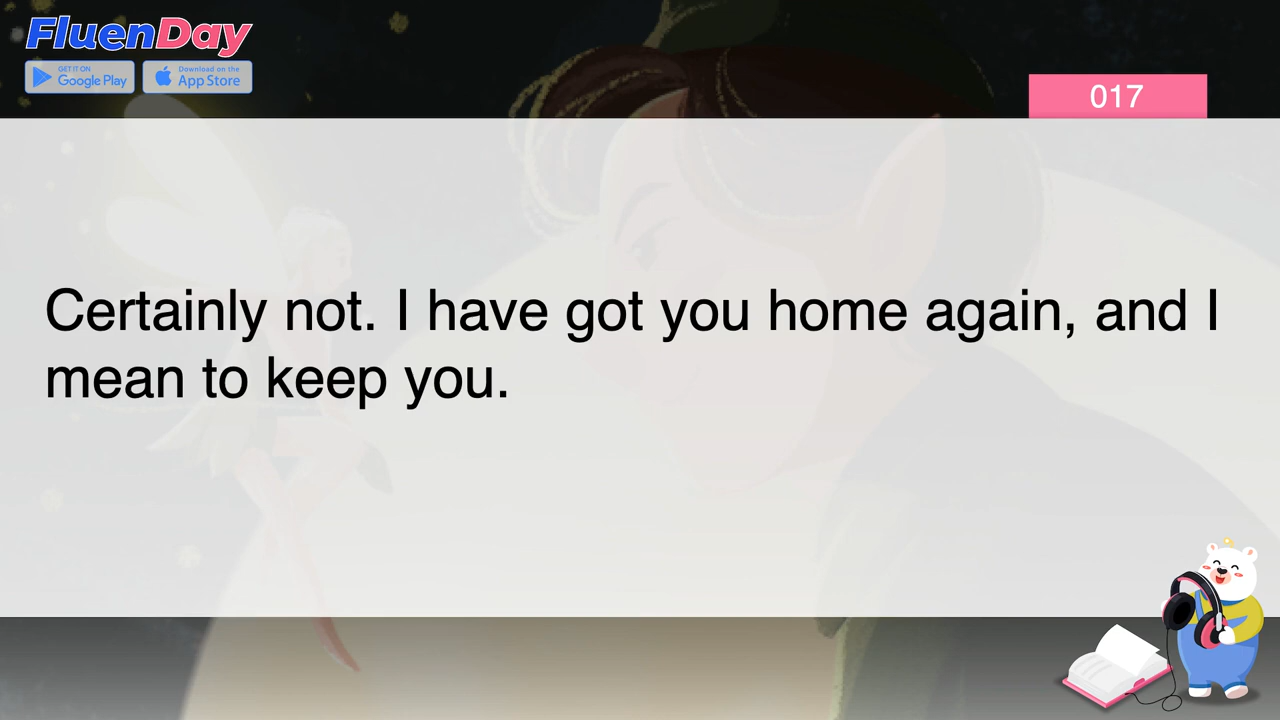 FluenDay
GET IT ON
Google Play
Download on the
App Store
017
Certainly not. I have got you home again, and I
mean to keep you.